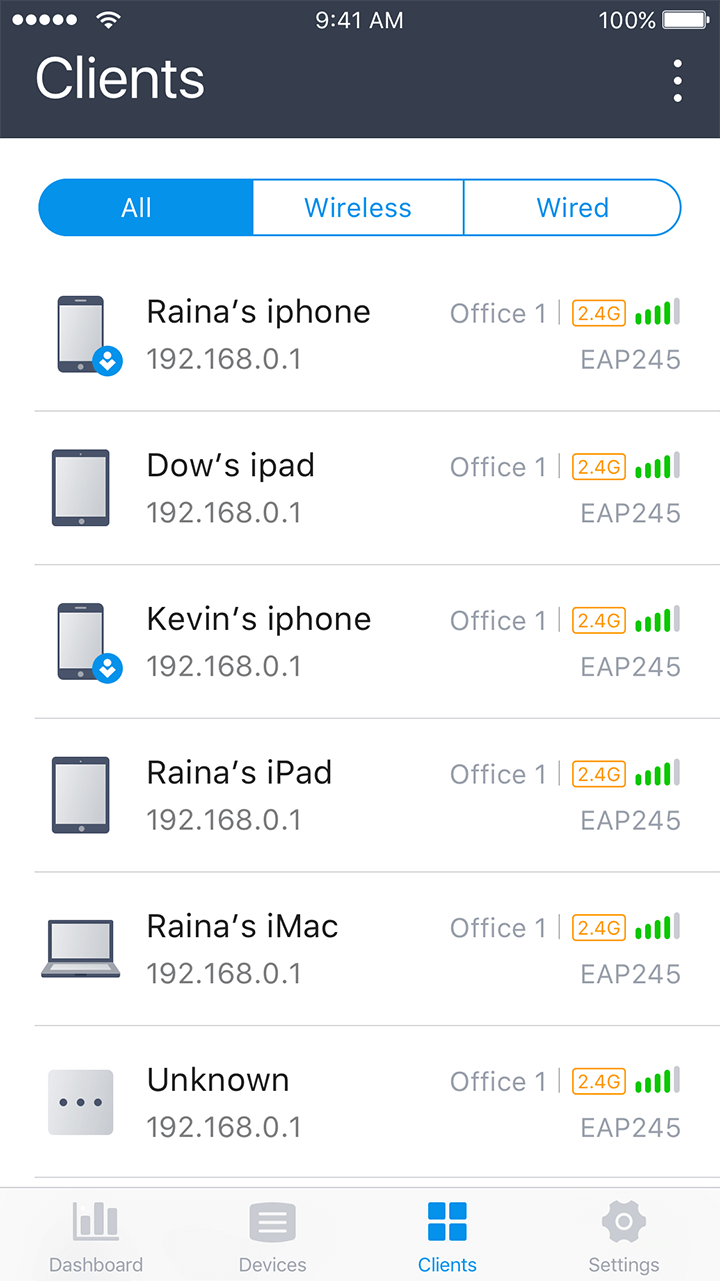 9:41 AM 100%
Clients
All Wireless Wired
Raina’s iphone Office 1 2.4G
192.168.0.1 EAP245
Dow’s ipad Office 1 2.4G
192.168.0.1 EAP245
Kevin’s iphone Office 1 2.4G
192.168.0.1 EAP245
Raina’s iPad Office 1 2.4G
192.168.0.1 EAP245
Raina’s iMac Office 1 2.4G
192.168.0.1 EAP245
Unknown Office 1 2.4G
192.168.0.1 EAP245
Dashboard Devices Clients Settings